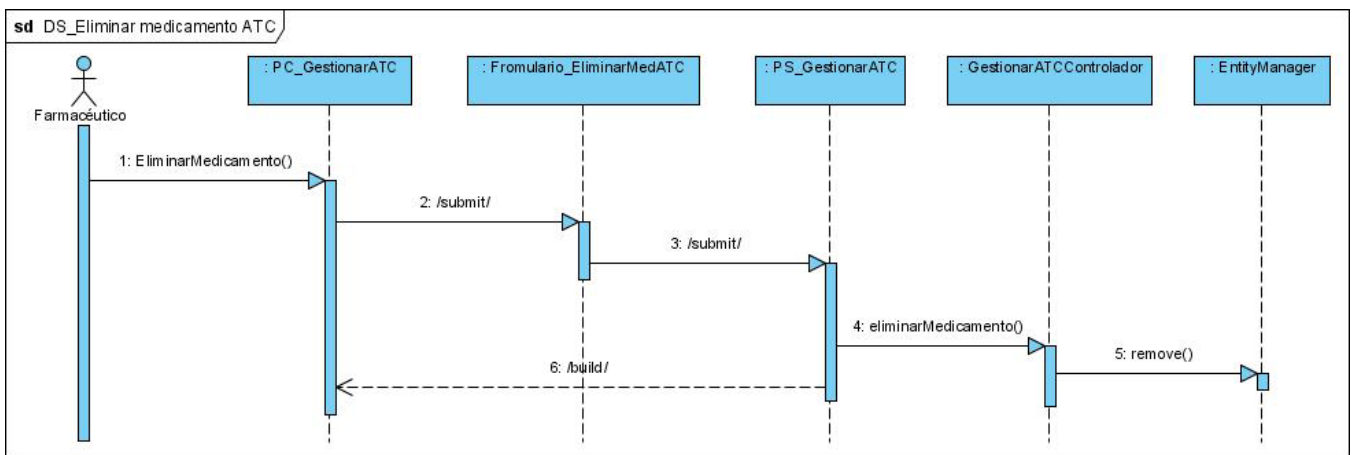 sd DS_Eliminar medicamento ATC
: PC_GestionarATC
: Fromulario_EliminarMedATC
: PS_GestionarATC
: GestionarATCControlador
: EntityManager
Farmacéutico
1: EliminarMedicamento()
2: /submit/
3: /submit/
4: eliminarMedicamento()
5: remove()
6: /build/